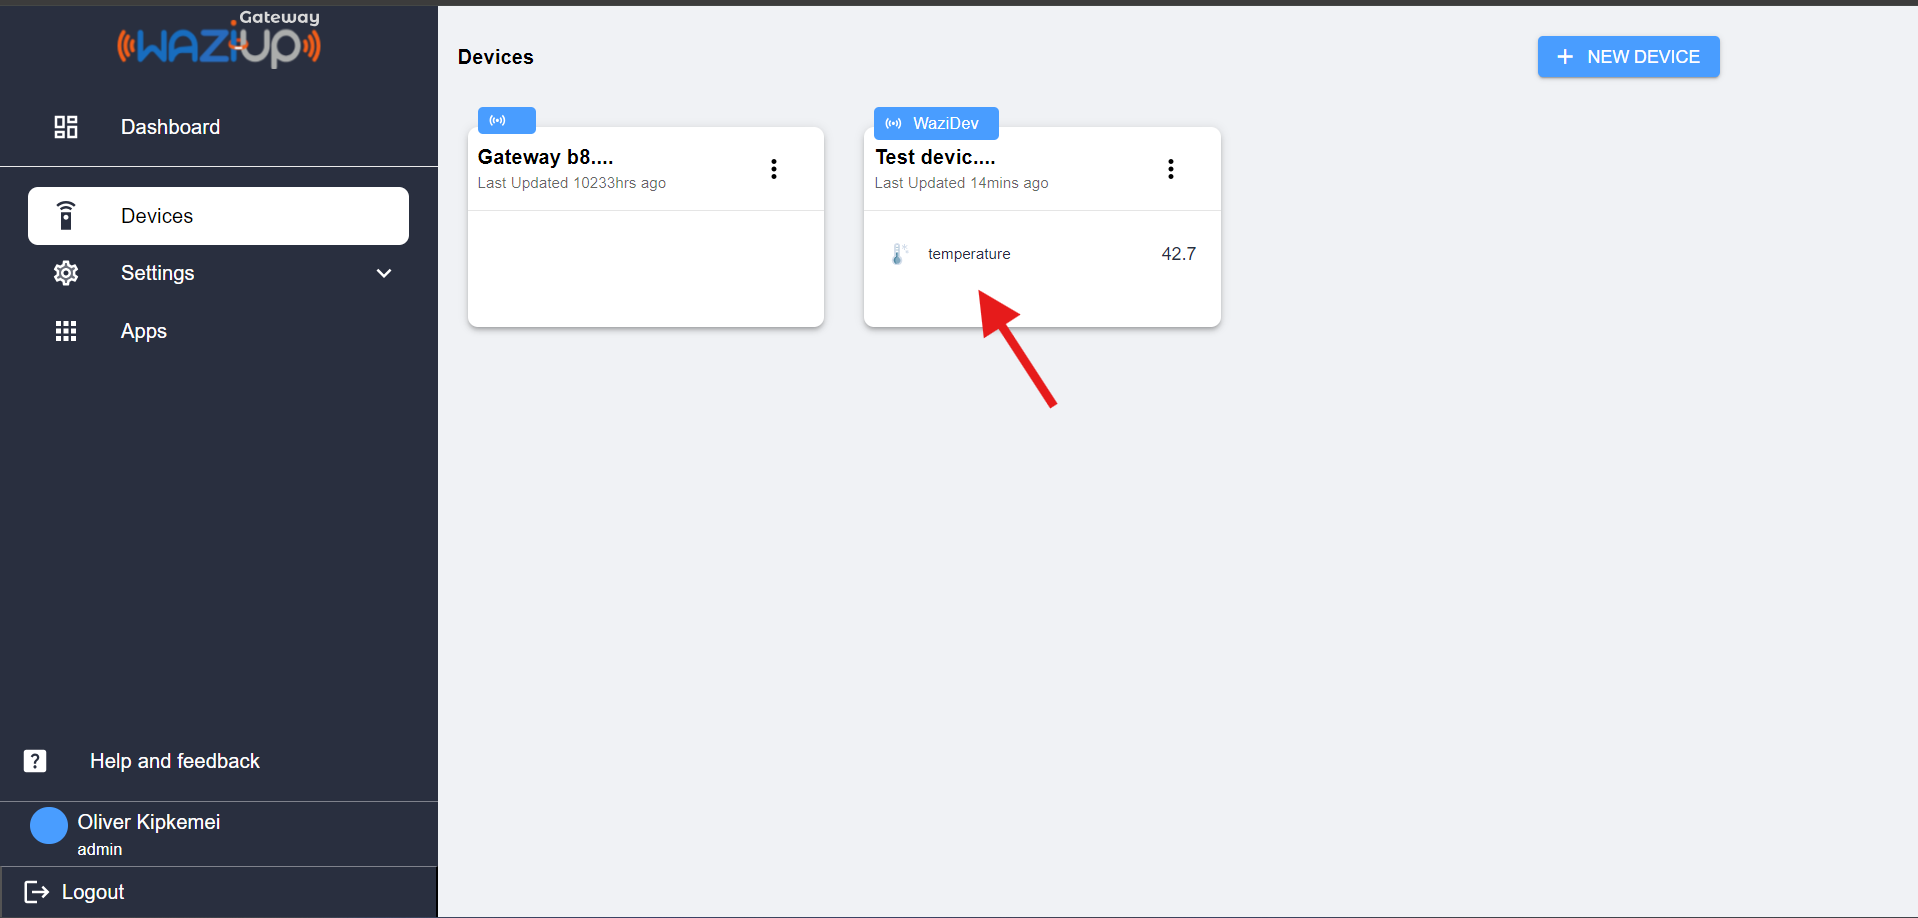 Gateway
WAZIUP
Dashboard
Devices
Settings
Apps
Help and feedback
Oliver Kipkemei
admin
Logout
Devices
+ NEW DEVICE
Gateway b8....
Last Updated 10233hrs ago
WaziDev
Test devic....
Last Updated 14mins ago
temperature 42.7